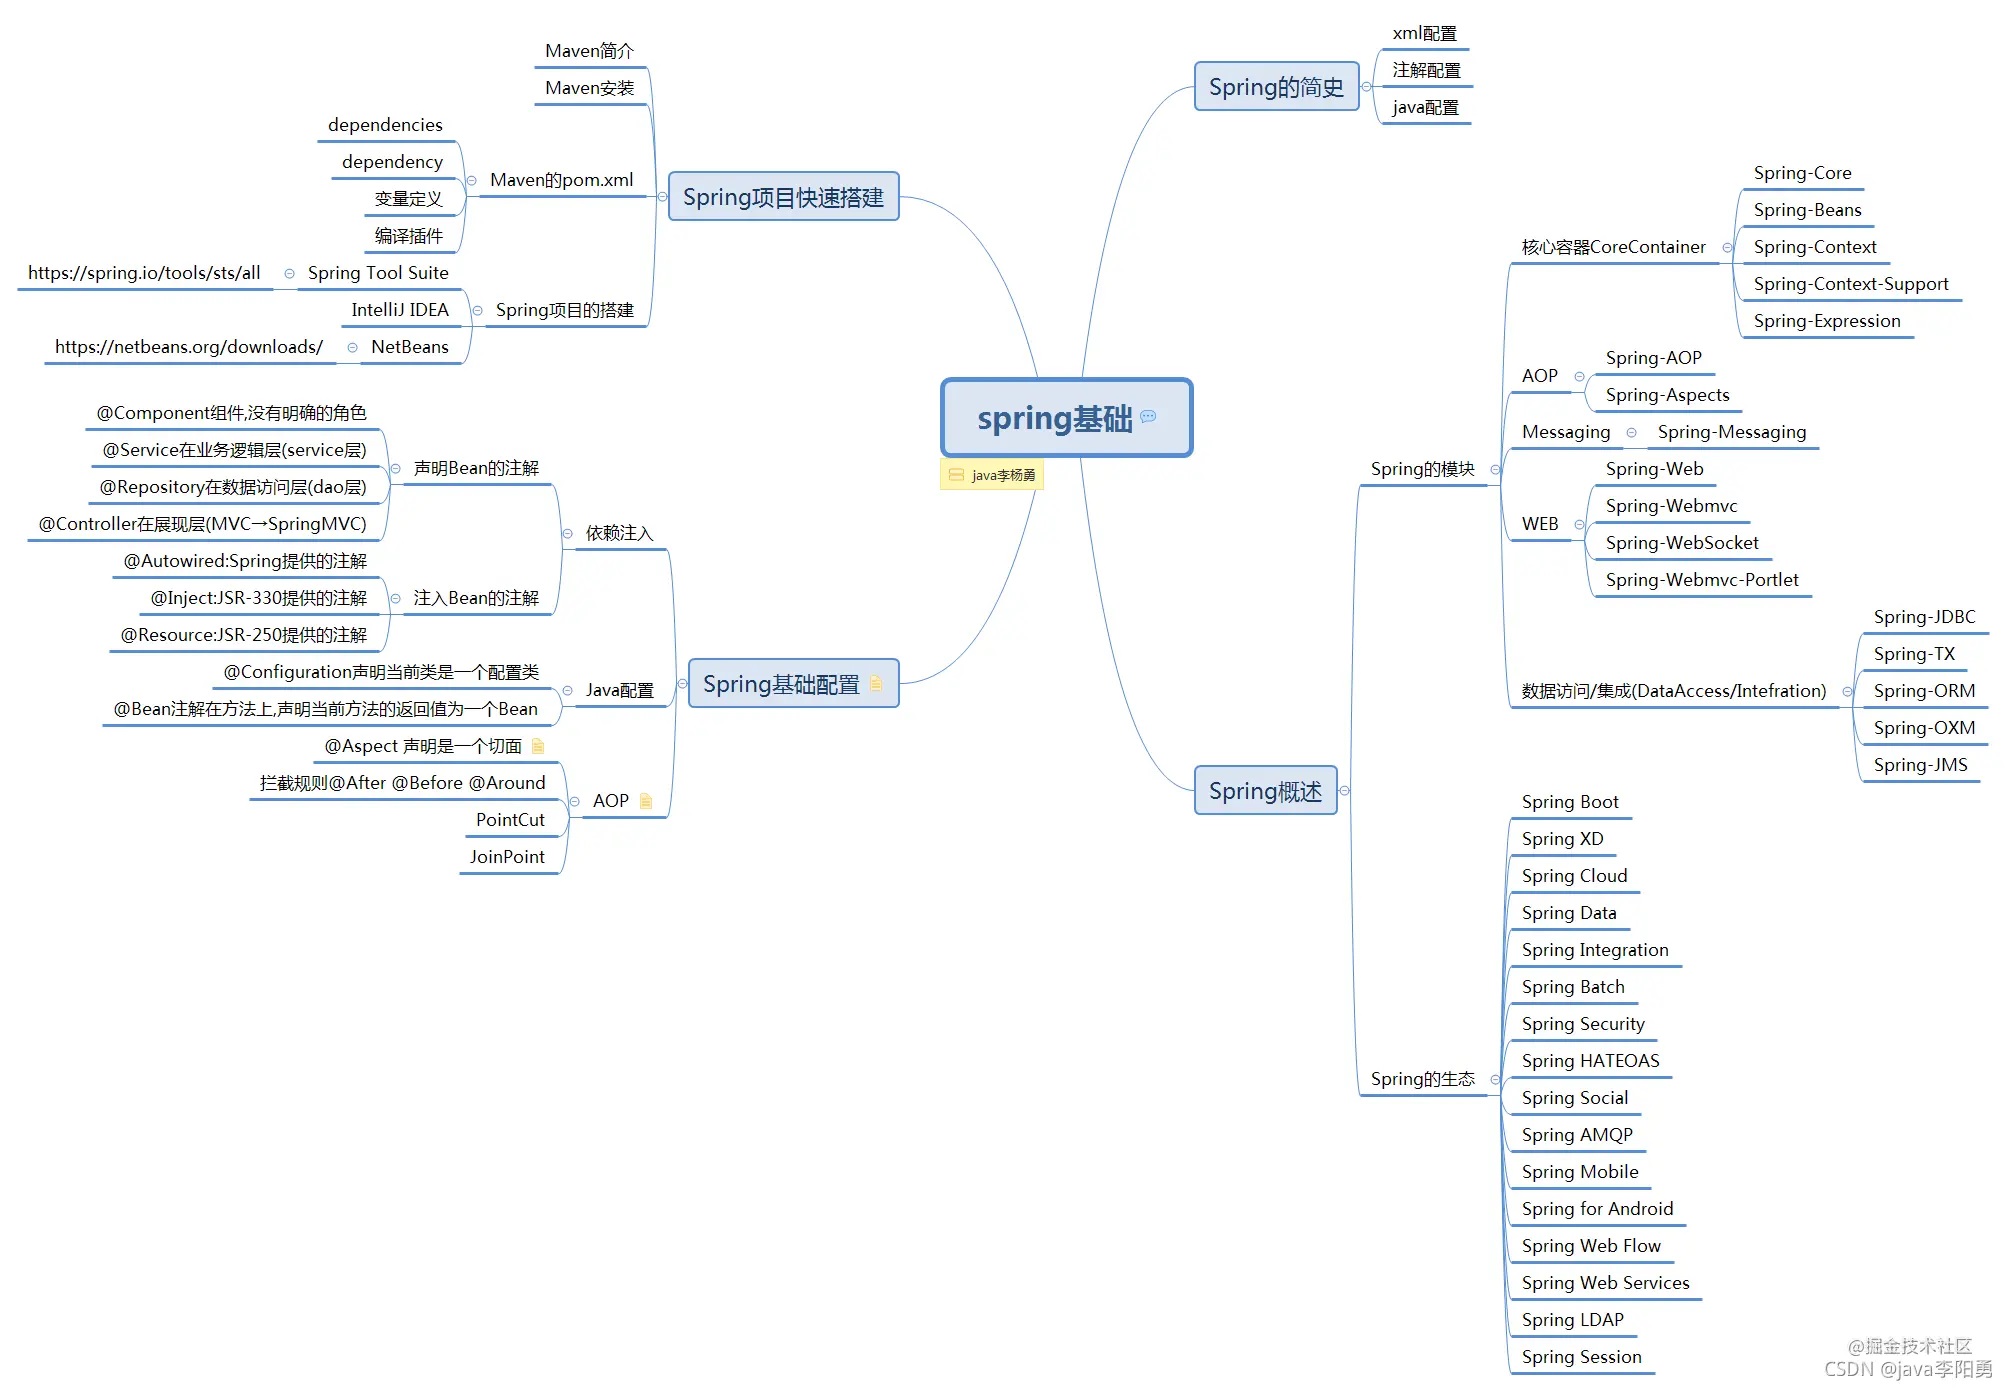 spring基础
java李杨勇
Spring的简史
xml配置
注解配置
java配置
Spring概述
Spring的模块
核心容器CoreContainer
Spring-Core
Spring-Beans
Spring-Context
Spring-Context-Support
Spring-Expression
AOP
Spring-AOP
Spring-Aspects
Messaging
Spring-Messaging
WEB
Spring-Web
Spring-Webmvc
Spring-WebSocket
Spring-Webmvc-Portlet
数据访问/集成(DataAccess/Intefration)
Spring-JDBC
Spring-TX
Spring-ORM
Spring-OXM
Spring-JMS
Spring的生态
Spring Boot
Spring XD
Spring Cloud
Spring Data
Spring Integration
Spring Batch
Spring Security
Spring HATEOAS
Spring Social
Spring AMQP
Spring Mobile
Spring for Android
Spring Web Flow
Spring Web Services
Spring LDAP
Spring Session
Spring项目快速搭建
Maven简介
Maven安装
Maven的pom.xml
dependencies
dependency
变量定义
编译插件
Spring项目的搭建
Spring Tool Suite
https://spring.io/tools/sts/all
IntelliJ IDEA
NetBeans
https://netbeans.org/downloads/
Spring基础配置
依赖注入
声明Bean的注解
@Component组件,没有明确的角色
@Service在业务逻辑层(service层)
@Repository在数据访问层(dao层)
@Controller在展现层(MVC→SpringMVC)
注入Bean的注解
@Autowired:Spring提供的注解
@Inject:JSR-330提供的注解
@Resource:JSR-250提供的注解
Java配置
@Configuration声明当前类是一个配置类
@Bean注解在方法上,声明当前方法的返回值为一个Bean
AOP
@Aspect 声明是一个切面
拦截规则@After @Before @Around
PointCut
JoinPoint
@掘金技术社区
CSDN @java李阳勇